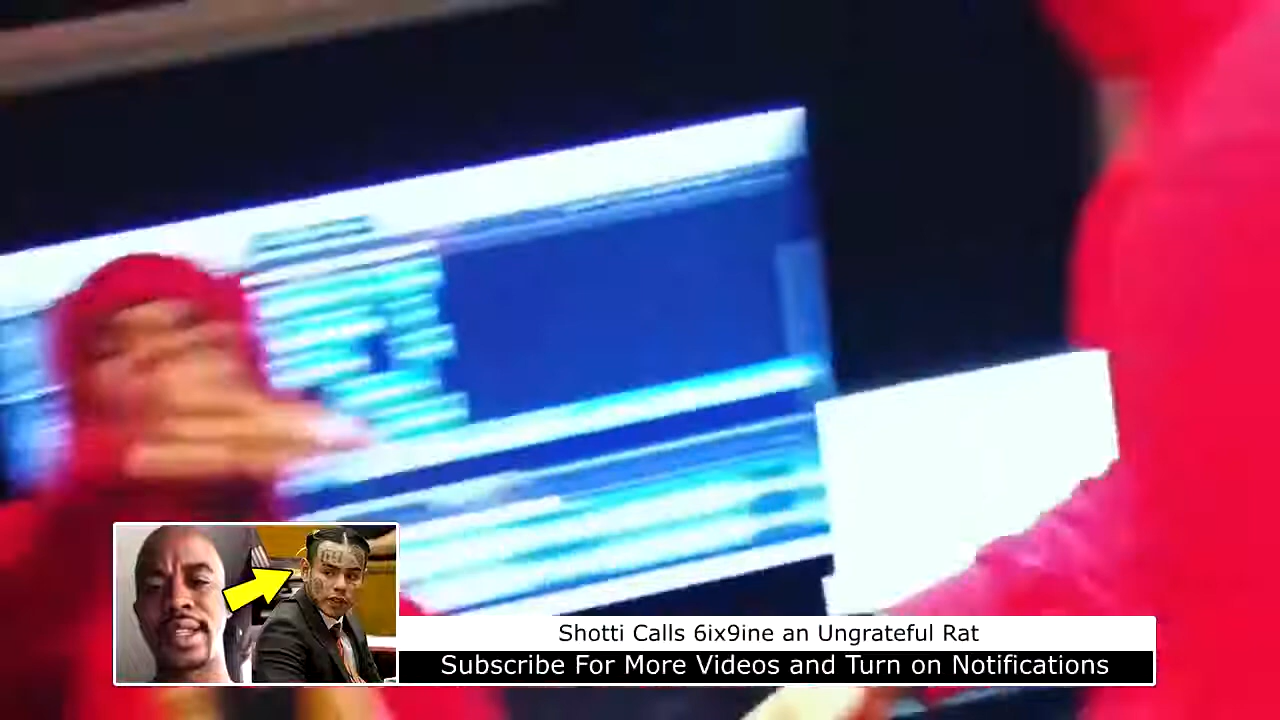 Shotti Calls 6ix9ine an Ungrateful Rat
Subscribe For More Videos and Turn on Notifications